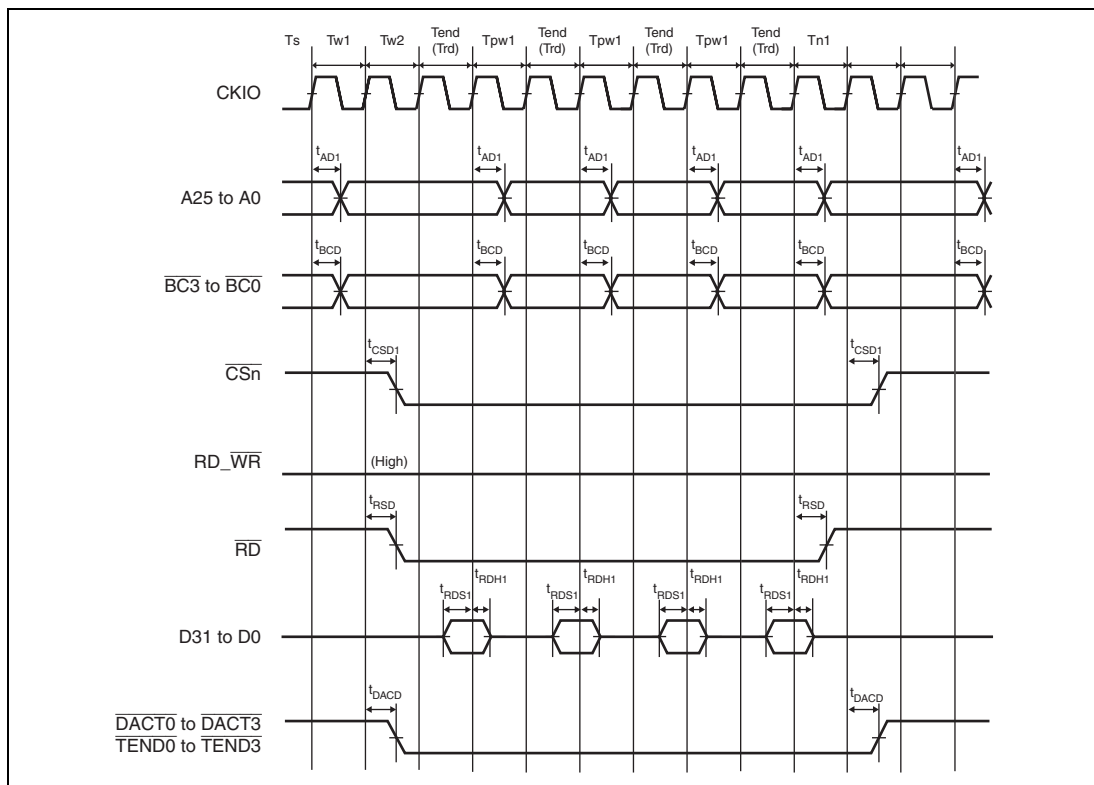 Ts Tw1 Tw2 Tend (Trd) Tpw1 Tend (Trd) Tpw1 Tend (Trd) Tpw1 Tend (Trd) Tn1
CKIO
tAD1 tAD1 tAD1 tAD1 tAD1 tAD1
A25 to A0
tBCD tBCD tBCD tBCD tBCD tBCD
BC3 to BC0
tCSD1 tCSD1
CSn
RD_WR (High)
tRSD tRSD
RD
tRDS1 tRDH1 tRDS1 tRDH1 tRDS1 tRDH1 tRDS1 tRDH1
D31 to D0
tDACD tDACD
DACT0 to DACT3
TEND0 to TEND3